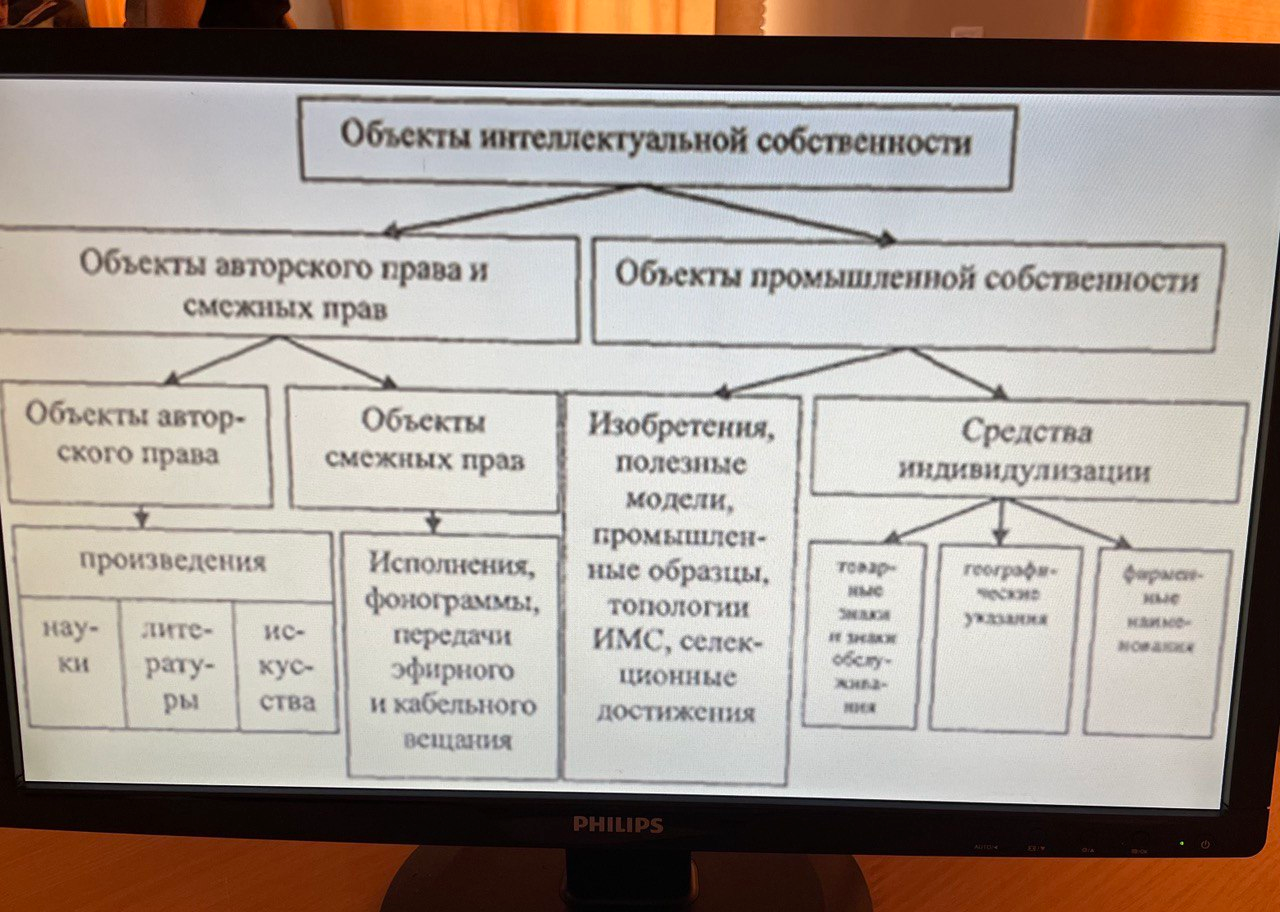 Объекты интеллектуальной собственности
Объекты авторского права и
смежных прав
Объекты промышленной собственности
Объекты автор-
ского права
Объекты
смежных прав
Изобретения,
полезные
модели,
промышлен-
ные образцы,
топологии
ИМС, селек-
ционные
достижения
Средства
индивидулизации
произведения
нау-
ки
лите-
рату-
ры
ис-
кус-
ства
Исполнения,
фонограммы,
передачи
эфирного
и кабельного
вещания
товар-
ные
знаки
и знаки
обслу-
жива-
ния
географи-
ческие
указания
фирмен-
ные
наиме-
нования
PHILIPS
AUTO/◄